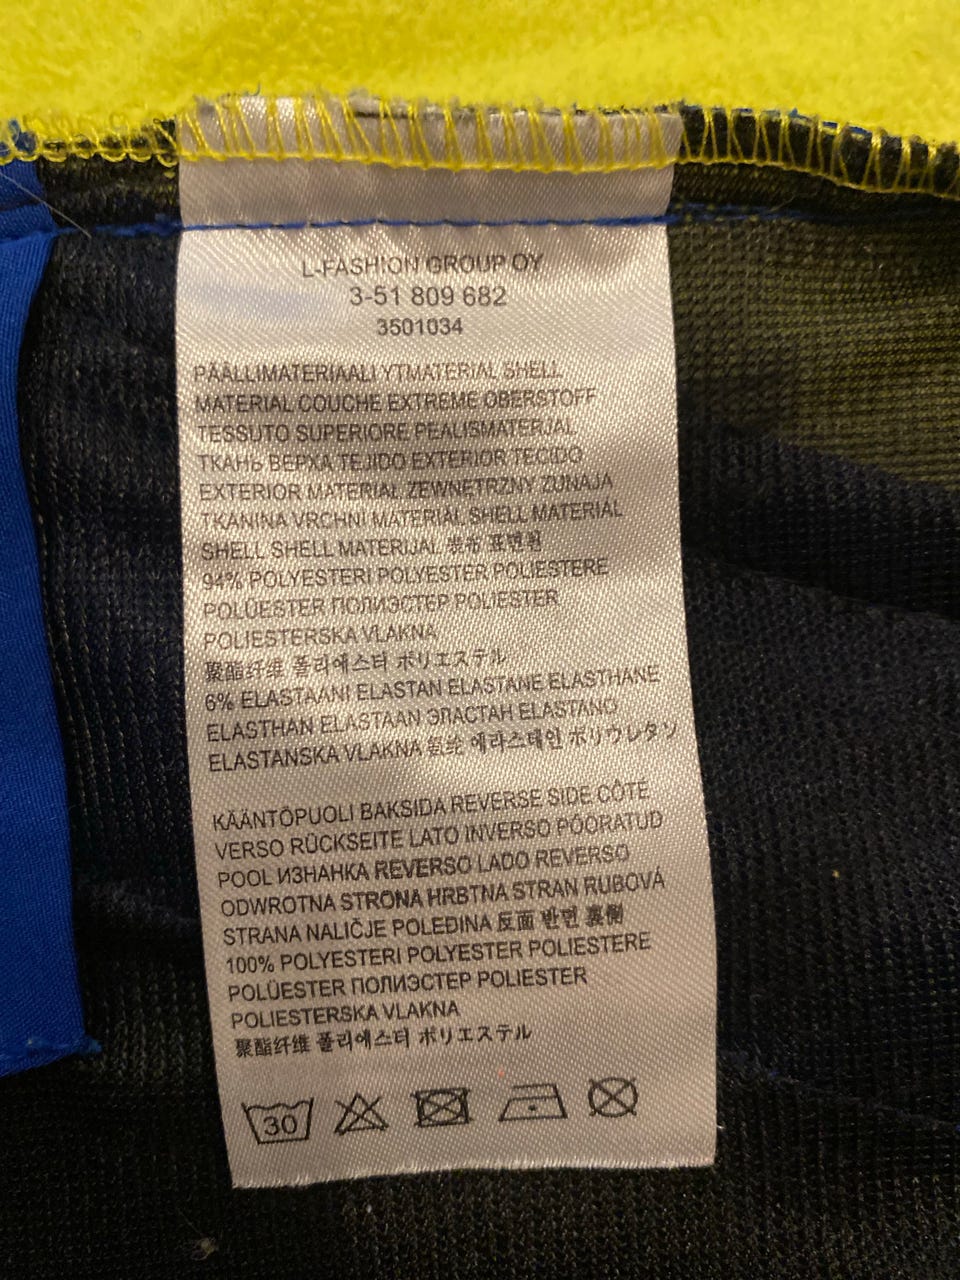 L-FASHION GROUP OY
3-51 809 682
3501034
PÄÄLLIMATERIAALI YTMATERIAL SHELL
MATERIAL COUCHE EXTREME OBERSTOFF
TESSUTO SUPERIORE PEALISMATERJAL
ТКАНЬ ВЕРХА TEJIDO EXTERIOR TECIDO
EXTERIOR MATERIAŁ ZEWNĘTRZNY ZUNAJA
TKANINA VRCHNI MATERIÁL SHELL MATERIAL
SHELL SHELL MATERIJAL 表布 표면원
94% POLYESTERI POLYESTER POLIESTERE
POLÜESTER ПОЛИЭСТЕР POLIESTER
POLIESTERSKA VLAKNA
聚酯纤维 폴리에스터 ポリエステル
6% ELASTAANI ELASTAN ELASTANE ELASTHANE
ELASTHAN ELASTAAN ЭЛАСТАН ELASTANO
ELASTANSKA VLAKNA 氨纶 에라스테인 ポリウレタン
KÄÄNTÖPUOLI BAKSIDA REVERSE SIDE CÔTÉ
VERSO RÜCKSEITE LATO INVERSO PÖÖRATUD
POOL ИЗНАНКА REVERSO LADO REVERSO
ODWROTNA STRONA HRBTNA STRAN RUBOVÁ
STRANA NALIČJE POLEĐINA 反面 반면 裏側
100% POLYESTERI POLYESTER POLIESTERE
POLÜESTER ПОЛИЭСТЕР POLIESTER
POLIESTERSKA VLAKNA
聚酯纤维 폴리에스터 ポリエステル
30